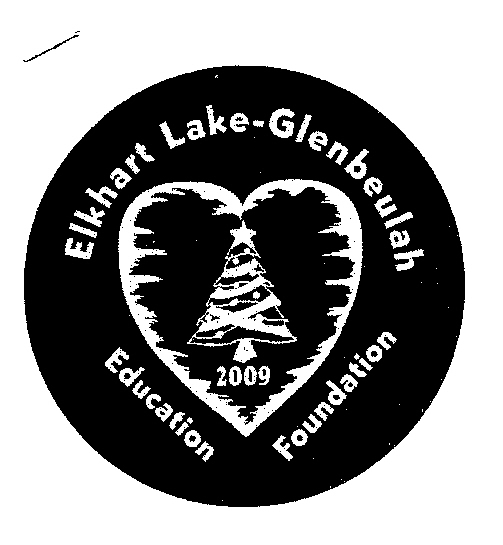 Elkhart Lake-Glenbeulah
2009
Education Foundation